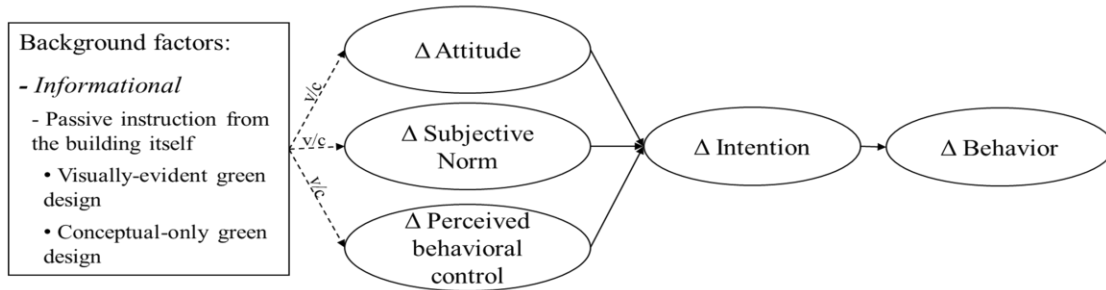 Background factors:
- Informational
- Passive instruction from
the building itself
• Visually-evident green
design
• Conceptual-only green
design
v/c
v/c
v/c
Δ Attitude
Δ Subjective
Norm
Δ Perceived
behavioral
control
Δ Intention
Δ Behavior